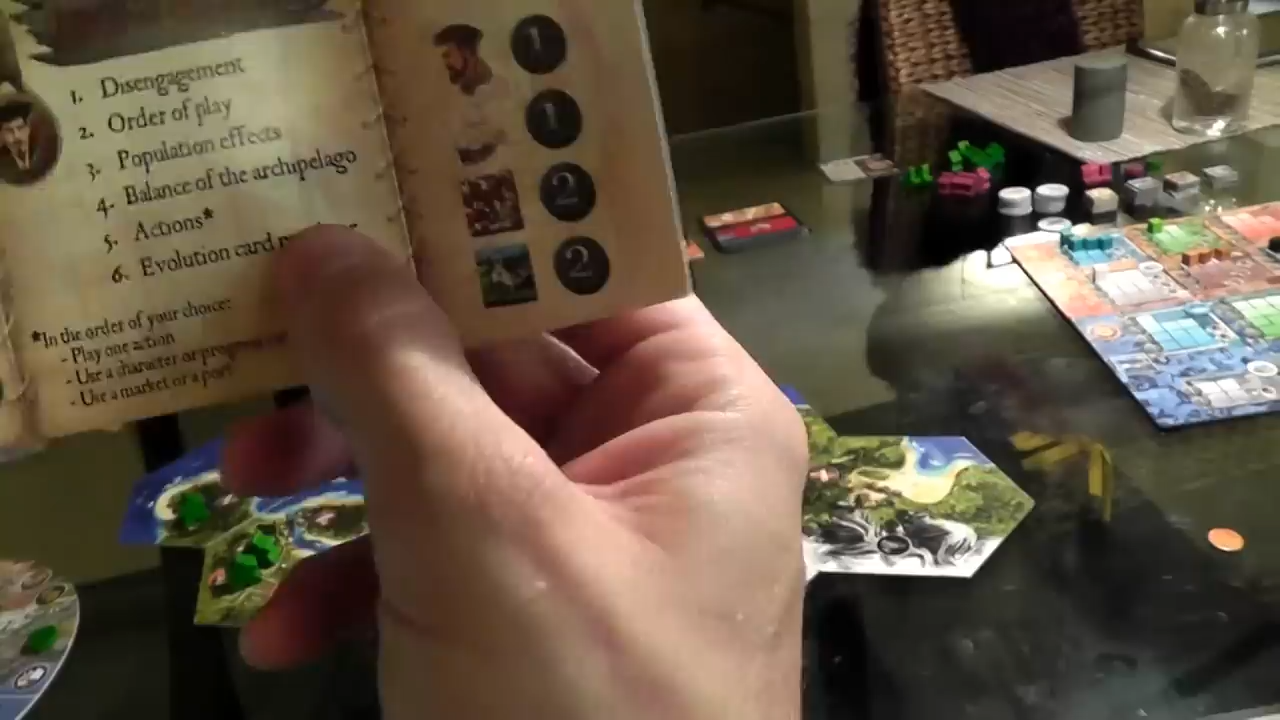 1. Disengagement
2. Order of play
3. Population effects
4. Balance of the archipelago
5. Actions*
6. Evolution card
*In the order of your choice:
- Play one action
- Use a character or progress
- Use a market or a port
1
1
2
2